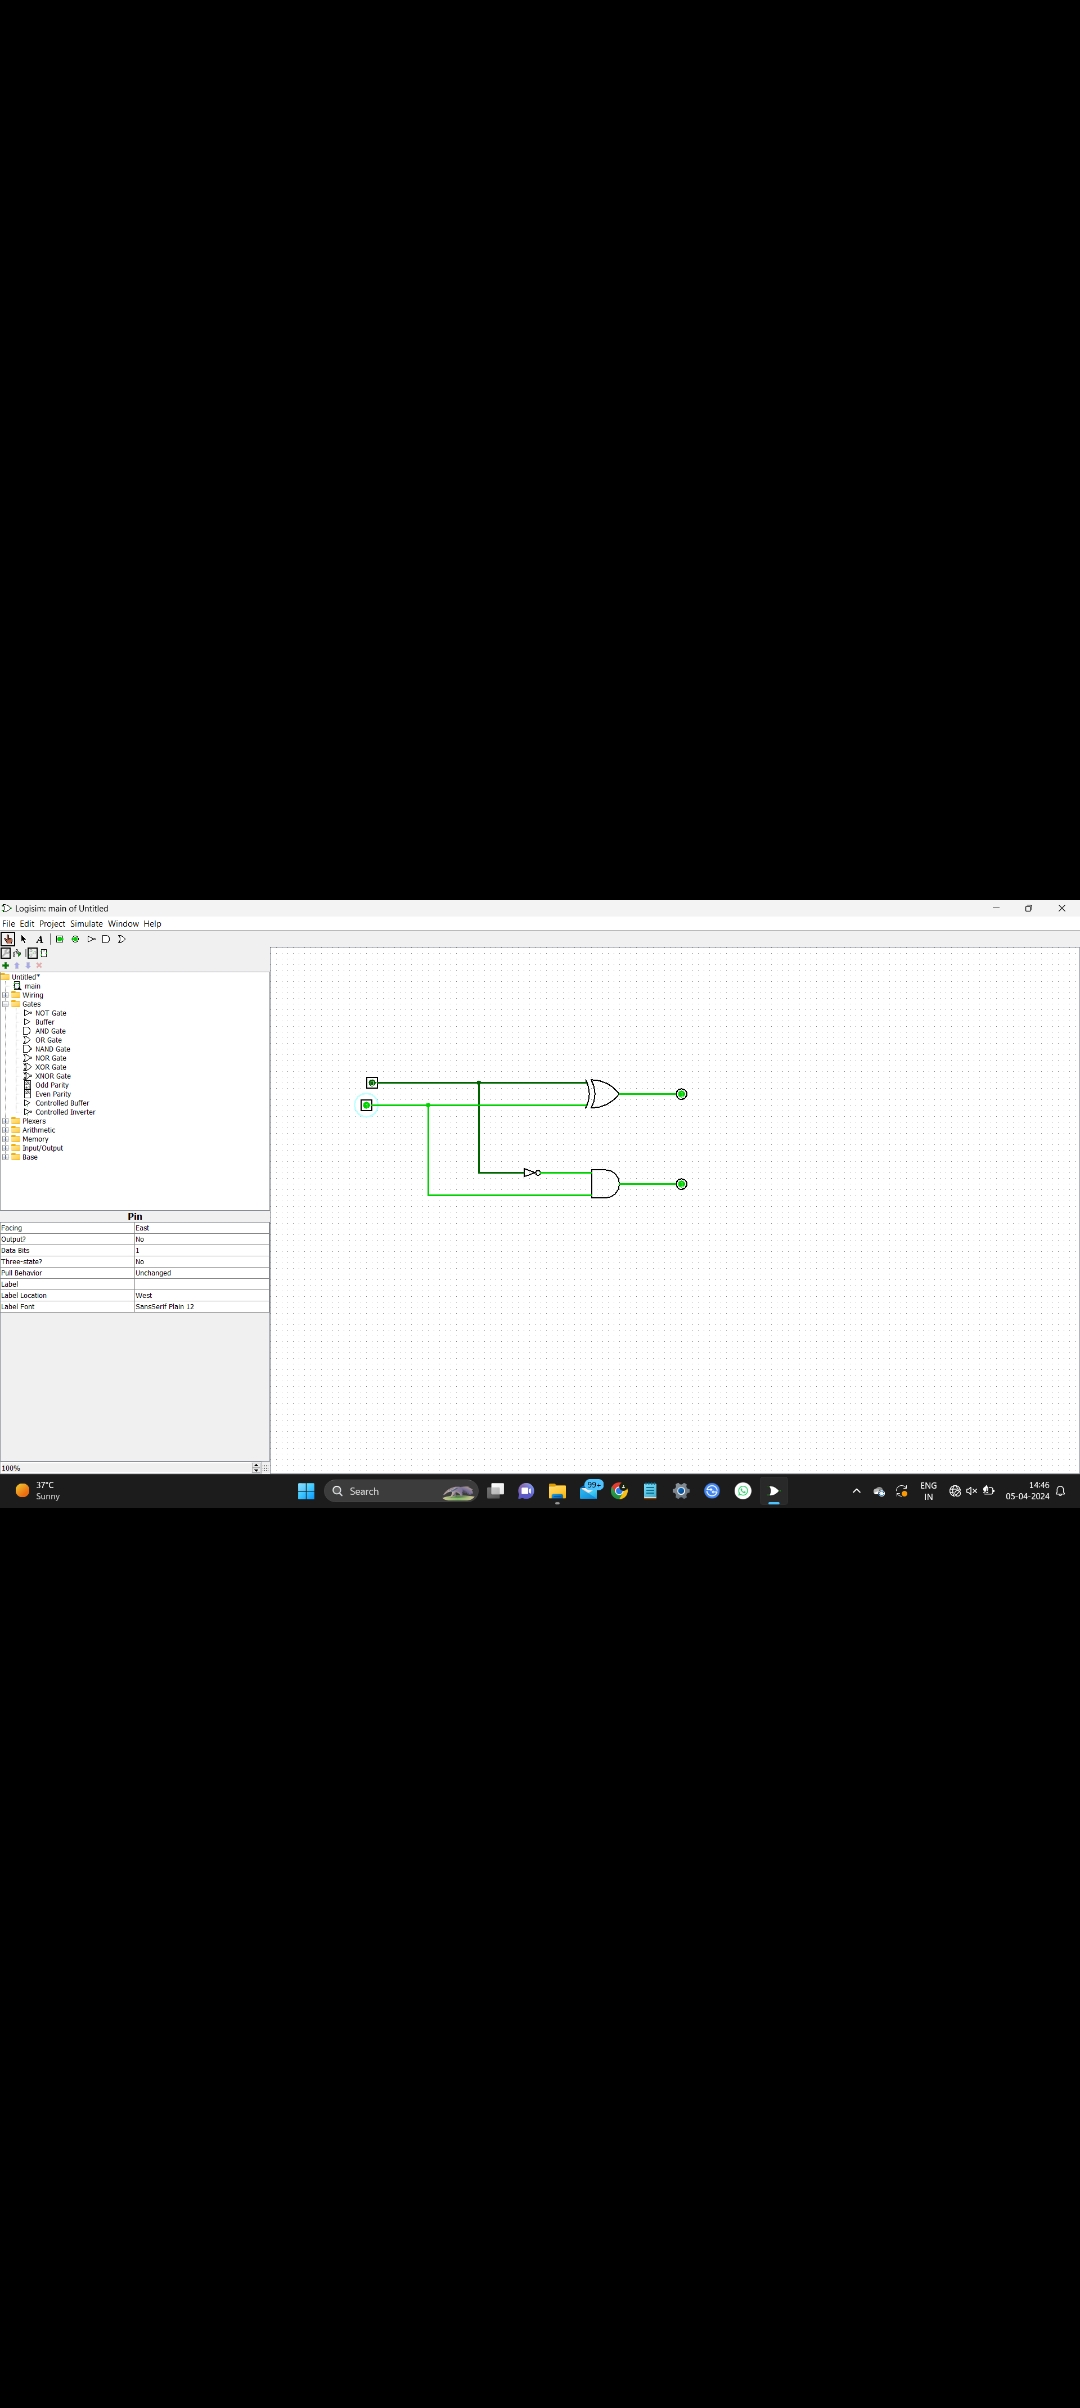 Logisim: main of Untitled
File Edit Project Simulate Window Help
A
Untitled*
main
Wiring
Gates
NOT Gate
Buffer
AND Gate
OR Gate
NAND Gate
NOR Gate
XOR Gate
XNOR Gate
Odd Parity
Even Parity
Controlled Buffer
Controlled Inverter
Plexers
Arithmetic
Memory
Input/Output
Base
Pin
Facing East
Output? No
Data Bits 1
Three-state? No
Pull Behavior Unchanged
Label
Label Location West
Label Font SansSerif Plain 12
100%
37°C
Sunny
Search
99+
ENG
IN
14:46
05-04-2024